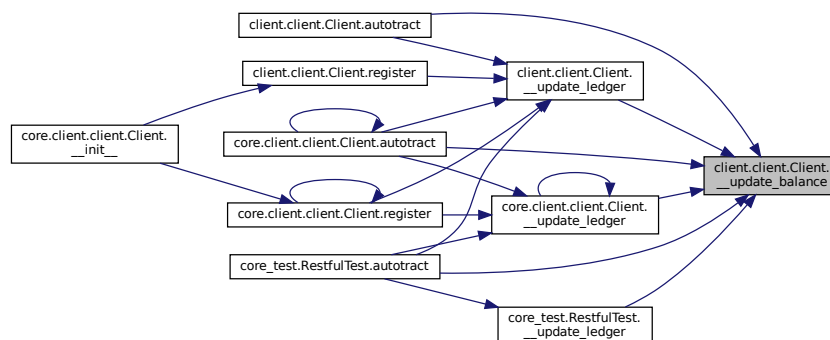 client.client.Client.autotract
client.client.Client.register
client.client.Client.
__update_ledger
core.client.client.Client.
__init__
core.client.client.Client.autotract
client.client.Client.
__update_balance
core.client.client.Client.register
core.client.client.Client.
__update_ledger
core_test.RestfulTest.autotract
core_test.RestfulTest.
__update_ledger